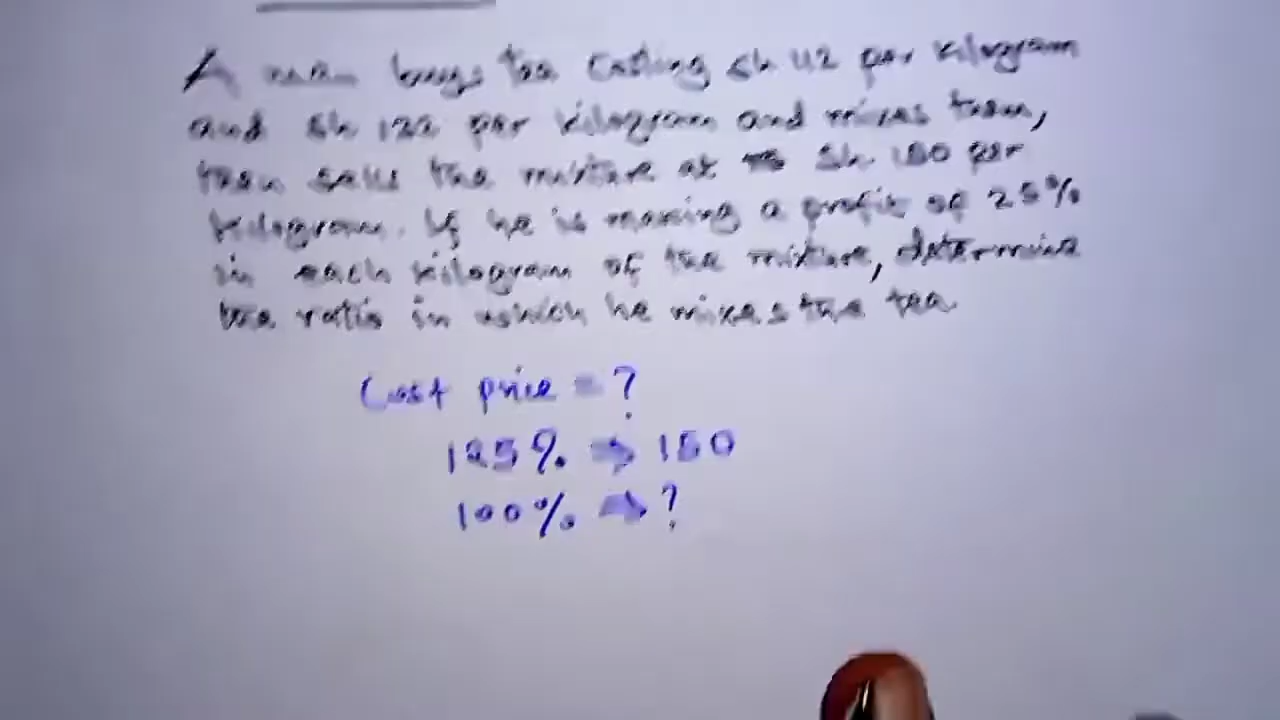 A man buys tea costing sh 112 per kilogram
and sh 132 per kilogram and mixes them,
then sells the mixture at sh. 150 per
kilogram. If he is making a profit of 25%
in each kilogram of the mixture, determine
the ratio in which he mixes the tea
Cost price = ?
125% ⇒ 150
100% ⇒ ?